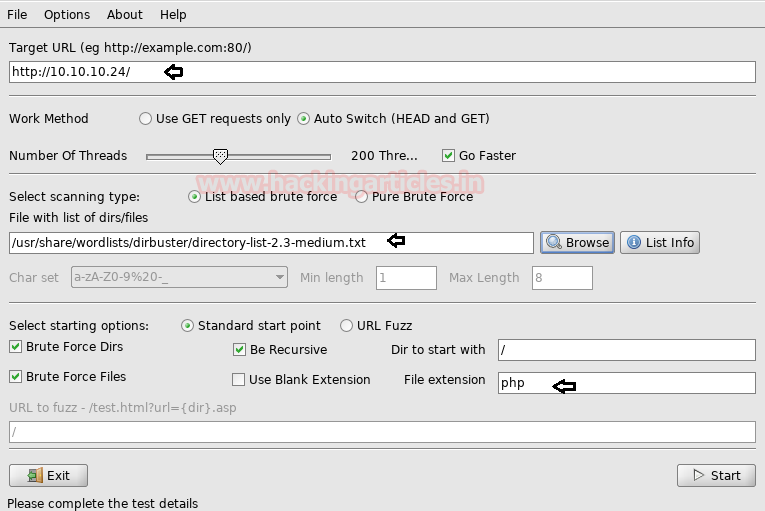 File Options About Help
Target URL (eg http://example.com:80/)
http://10.10.10.24/
Work Method Use GET requests only Auto Switch (HEAD and GET)
Number Of Threads 200 Thre... Go Faster
www.hackingarticles.in
Select scanning type: List based brute force Pure Brute Force
File with list of dirs/files
/usr/share/wordlists/dirbuster/directory-list-2.3-medium.txt Browse List Info
Char set a-zA-Z0-9%20-_ Min length 1 Max Length 8
Select starting options: Standard start point URL Fuzz
Brute Force Dirs Be Recursive Dir to start with /
Brute Force Files Use Blank Extension File extension php
URL to fuzz - /test.html?url={dir}.asp
/
Exit Start
Please complete the test details